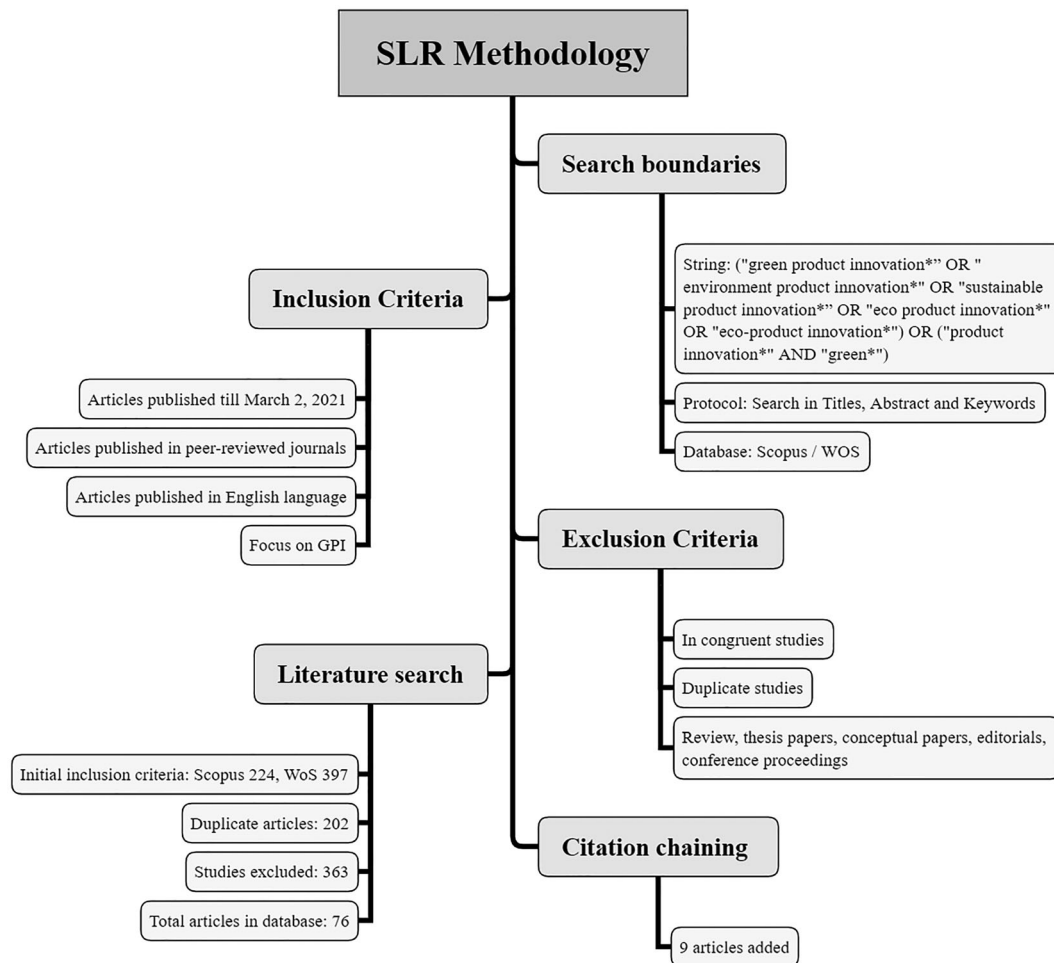 SLR Methodology
Search boundaries
String: ("green product innovation*” OR "
environment product innovation*" OR "sustainable
product innovation*” OR "eco product innovation*"
OR "eco-product innovation*") OR ("product
innovation*" AND "green*")
Protocol: Search in Titles, Abstract and Keywords
Database: Scopus / WOS
Inclusion Criteria
Articles published till March 2, 2021
Articles published in peer-reviewed journals
Articles published in English language
Focus on GPI
Exclusion Criteria
In congruent studies
Duplicate studies
Review, thesis papers, conceptual papers, editorials,
conference proceedings
Literature search
Initial inclusion criteria: Scopus 224, WoS 397
Duplicate articles: 202
Studies excluded: 363
Total articles in database: 76
Citation chaining
9 articles added